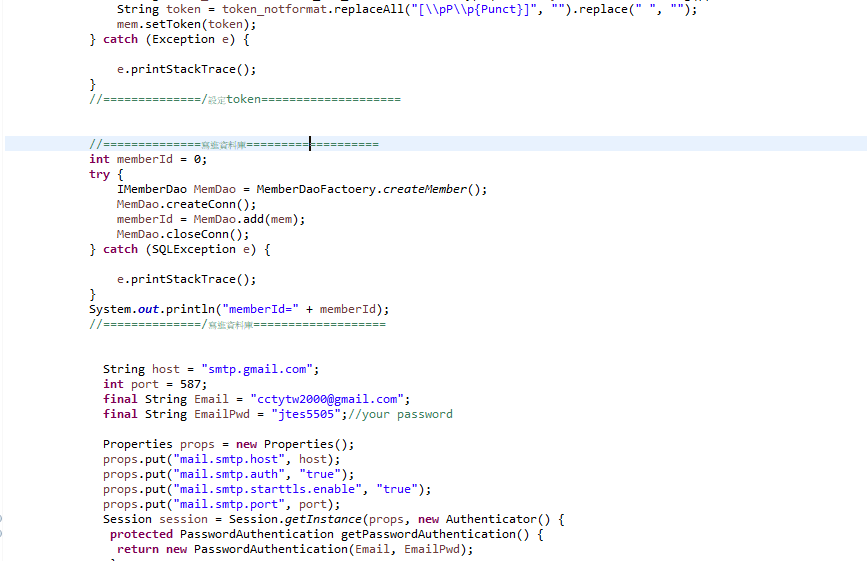 String token = token_notformat.replaceAll("[\\pP\\p{Punct}]", "").replace(" ", "");
mem.setToken(token);
} catch (Exception e) {
e.printStackTrace();
}
//==============/設定token====================
//==============寫進資料庫===================
int memberId = 0;
try {
IMemberDao MemDao = MemberDaoFactoery.createMember();
MemDao.createConn();
memberId = MemDao.add(mem);
MemDao.closeConn();
} catch (SQLException e) {
e.printStackTrace();
}
System.out.println("memberId=" + memberId);
//==============/寫進資料庫===================
String host = "smtp.gmail.com";
int port = 587;
final String Email = "cctytw2000@gmail.com";
final String EmailPwd = "jtes5505";//your password
Properties props = new Properties();
props.put("mail.smtp.host", host);
props.put("mail.smtp.auth", "true");
props.put("mail.smtp.starttls.enable", "true");
props.put("mail.smtp.port", port);
Session session = Session.getInstance(props, new Authenticator() {
protected PasswordAuthentication getPasswordAuthentication() {
return new PasswordAuthentication(Email, EmailPwd);